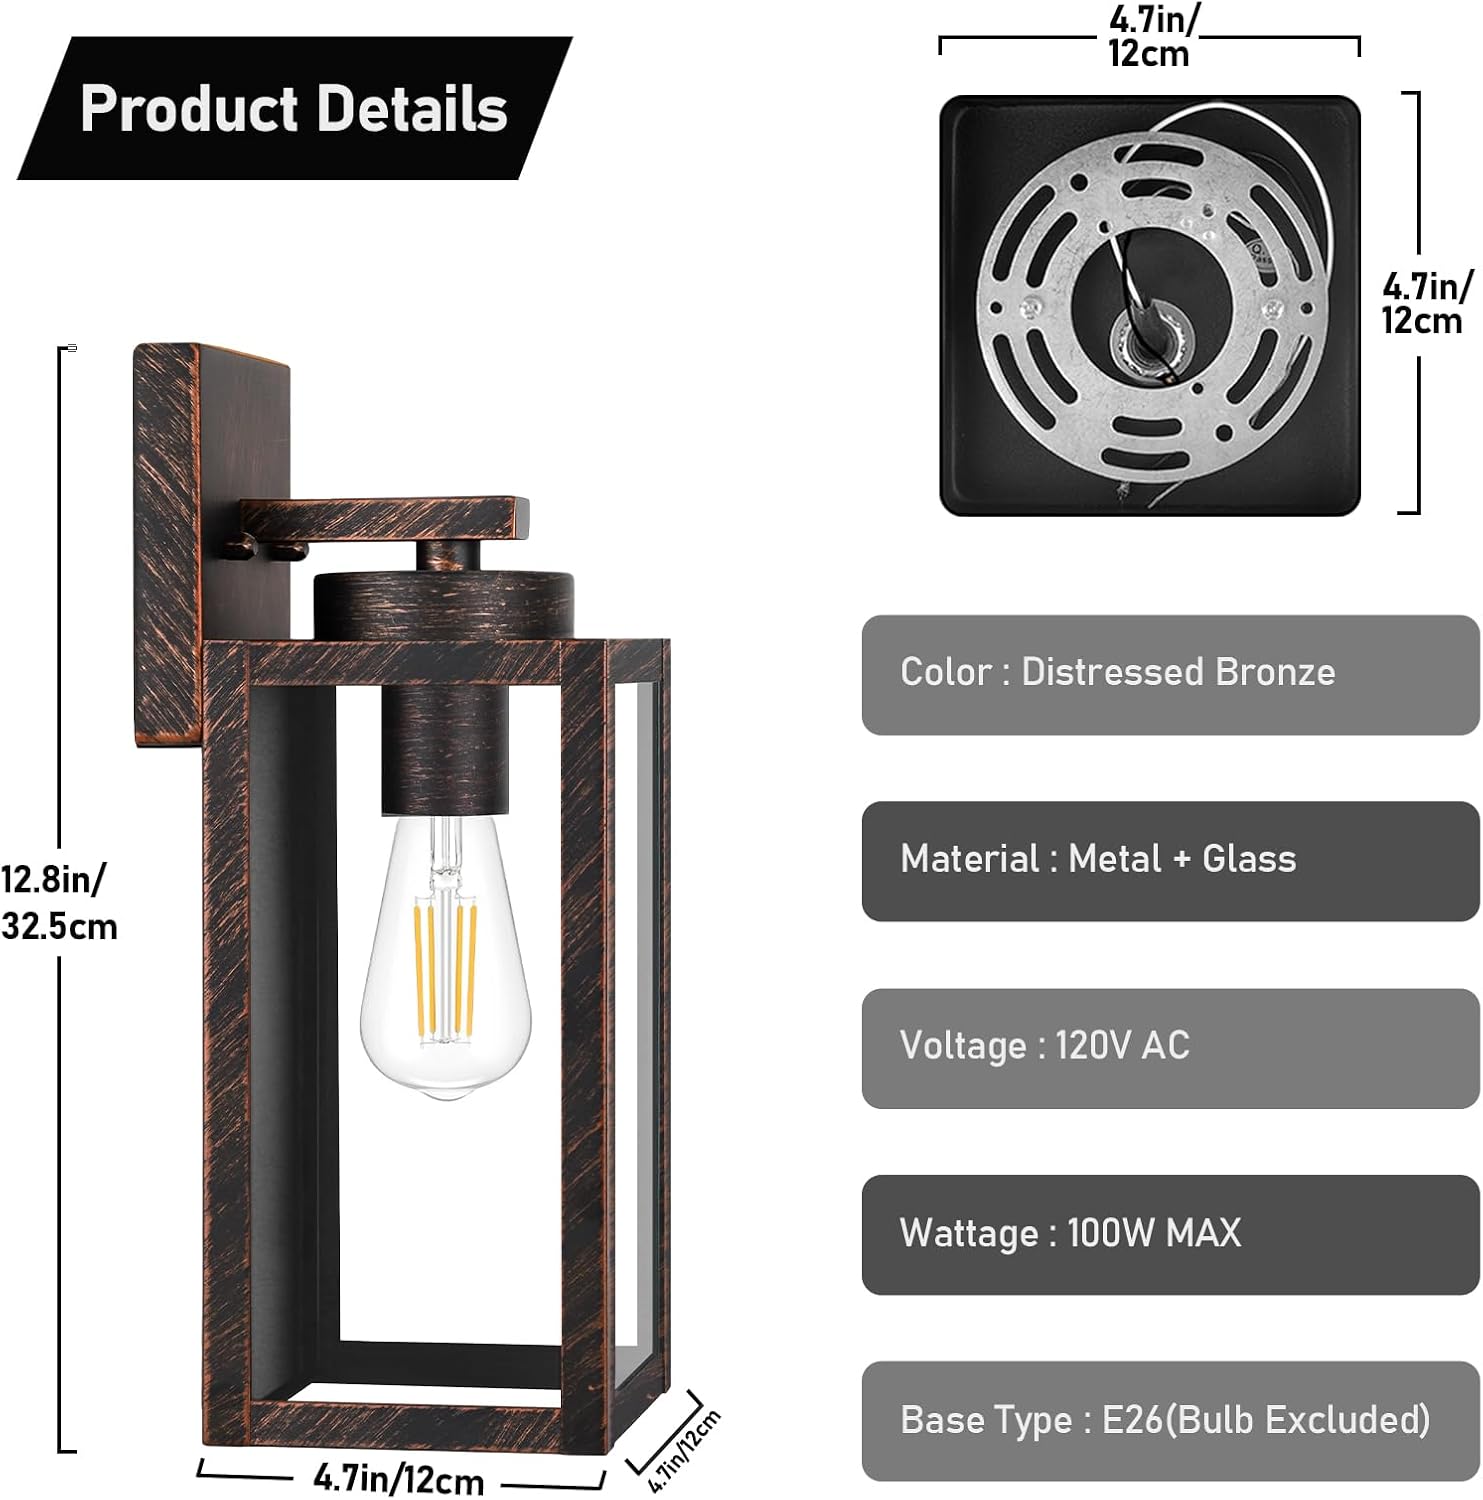 Product Details
4.7in/
12cm
4.7in/
12cm
12.8in/
32.5cm
4.7in/12cm
4.7in/12cm
Color : Distressed Bronze
Material : Metal + Glass
Voltage : 120V AC
Wattage : 100W MAX
Base Type : E26(Bulb Excluded)